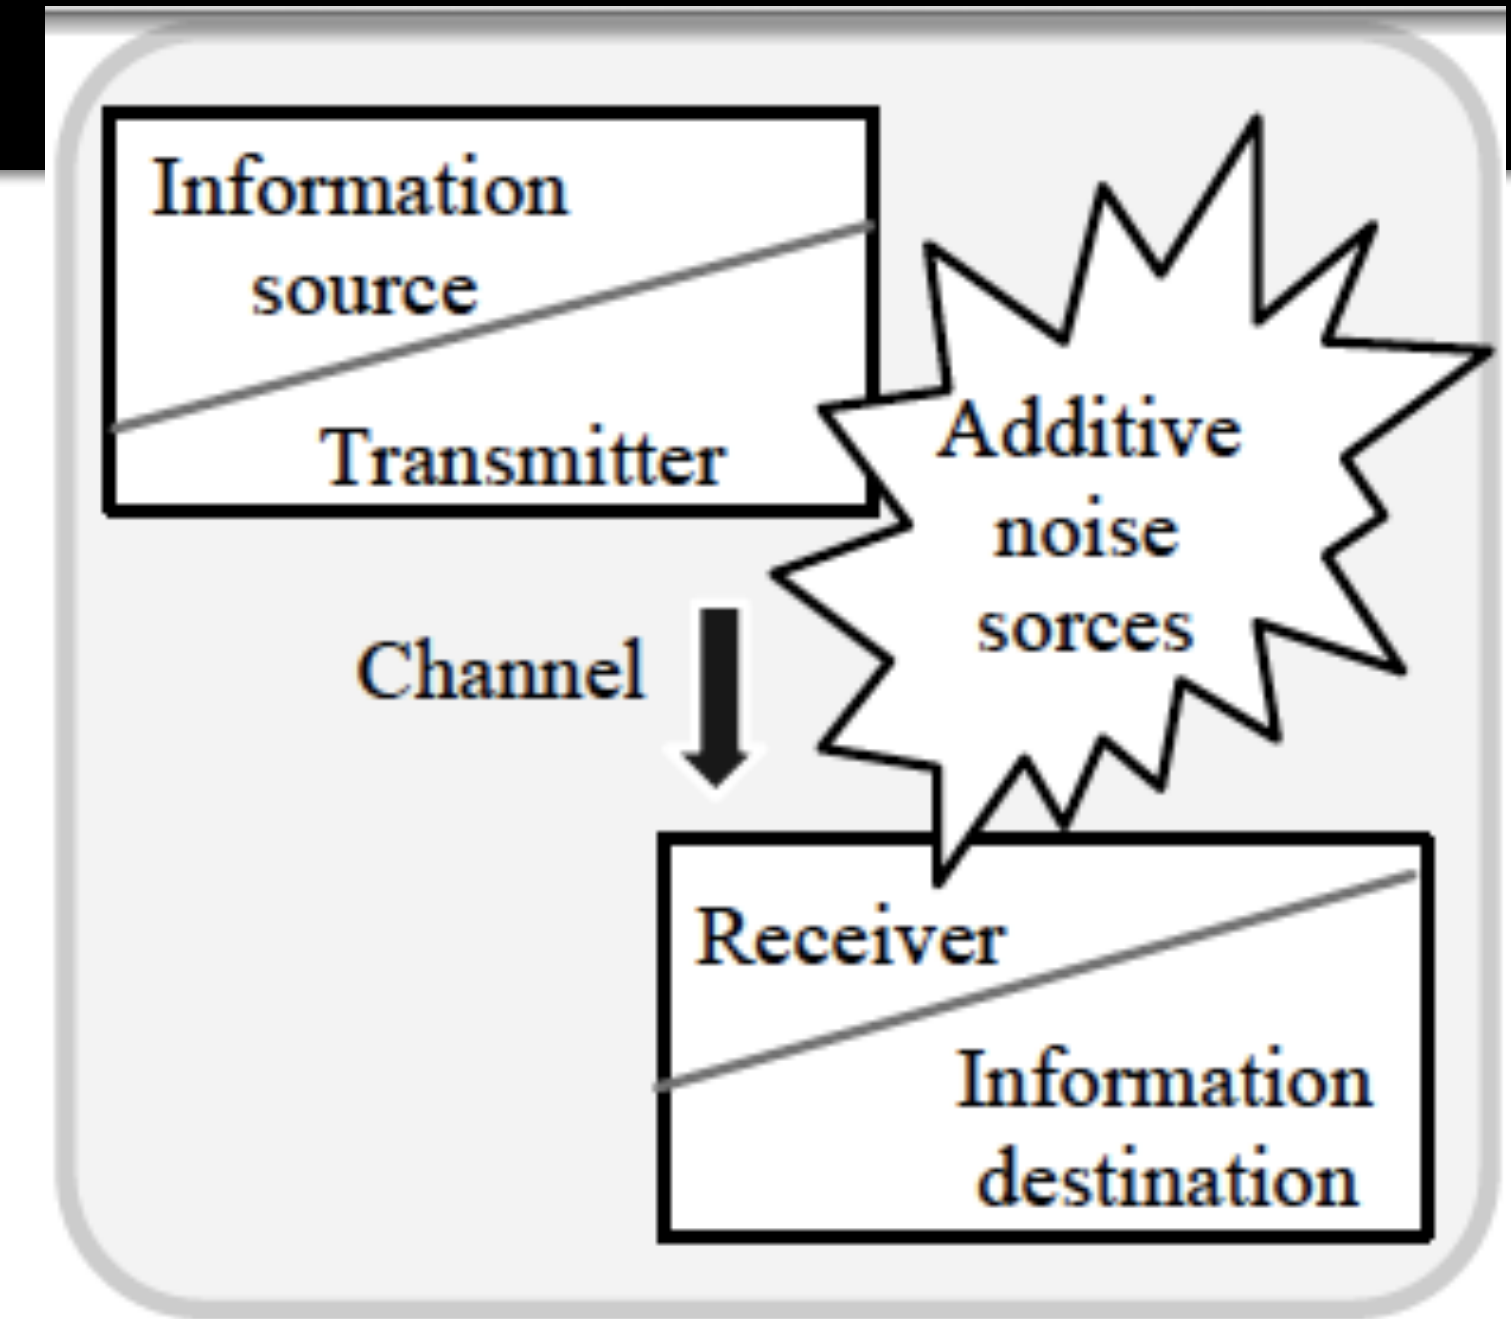 Information
source
Transmitter
Additive
noise
sorces
Channel
Receiver
Information
destination